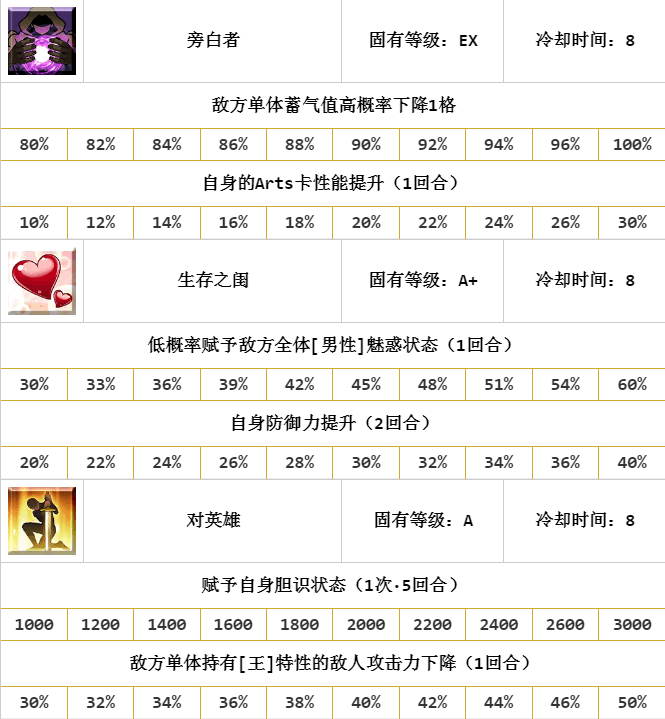 旁白者 固有等级：EX 冷却时间：8
敌方单体蓄气值高概率下降1格
80% 82% 84% 86% 88% 90% 92% 94% 96% 100%
自身的Arts卡性能提升（1回合）
10% 12% 14% 16% 18% 20% 22% 24% 26% 30%
生存之闺 固有等级：A+ 冷却时间：8
低概率赋予敌方全体[男性]魅惑状态（1回合）
30% 33% 36% 39% 42% 45% 48% 51% 54% 60%
自身防御力提升（2回合）
20% 22% 24% 26% 28% 30% 32% 34% 36% 40%
对英雄 固有等级：A 冷却时间：8
赋予自身胆识状态（1次·5回合）
1000 1200 1400 1600 1800 2000 2200 2400 2600 3000
敌方单体持有[王]特性的敌人攻击力下降（1回合）
30% 32% 34% 36% 38% 40% 42% 44% 46% 50%